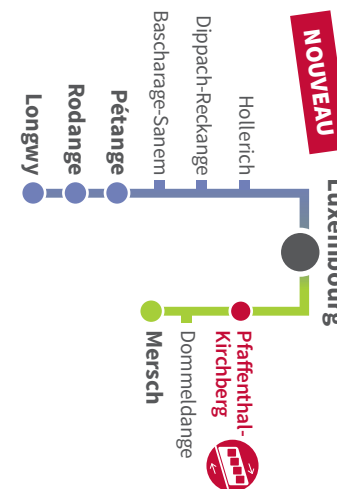 NOUVEAU
Luxembourg
Hollerich
Dippach-Reckange
Bascharage-Sanem
Pétange
Rodange
Longwy
Pfaffenthal-
Kirchberg
Dommeldange
Mersch